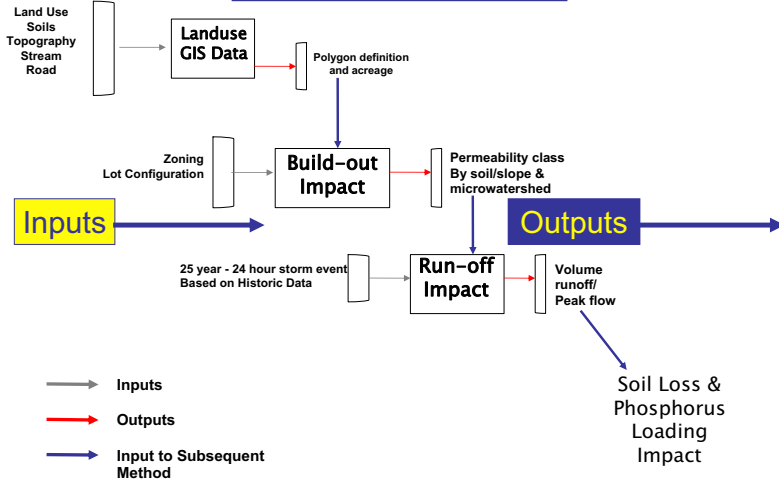 Land Use
Soils
Topography
Stream
Road
Landuse
GIS Data
Polygon definition
and acreage
Zoning
Lot Configuration
Build-out
Impact
Permeability class
By soil/slope &
microwatershed
Inputs
Outputs
25 year - 24 hour storm event
Based on Historic Data
Run-off
Impact
Volume
runoff/
Peak flow
Soil Loss &
Phosphorus
Loading
Impact
Inputs
Outputs
Input to Subsequent
Method